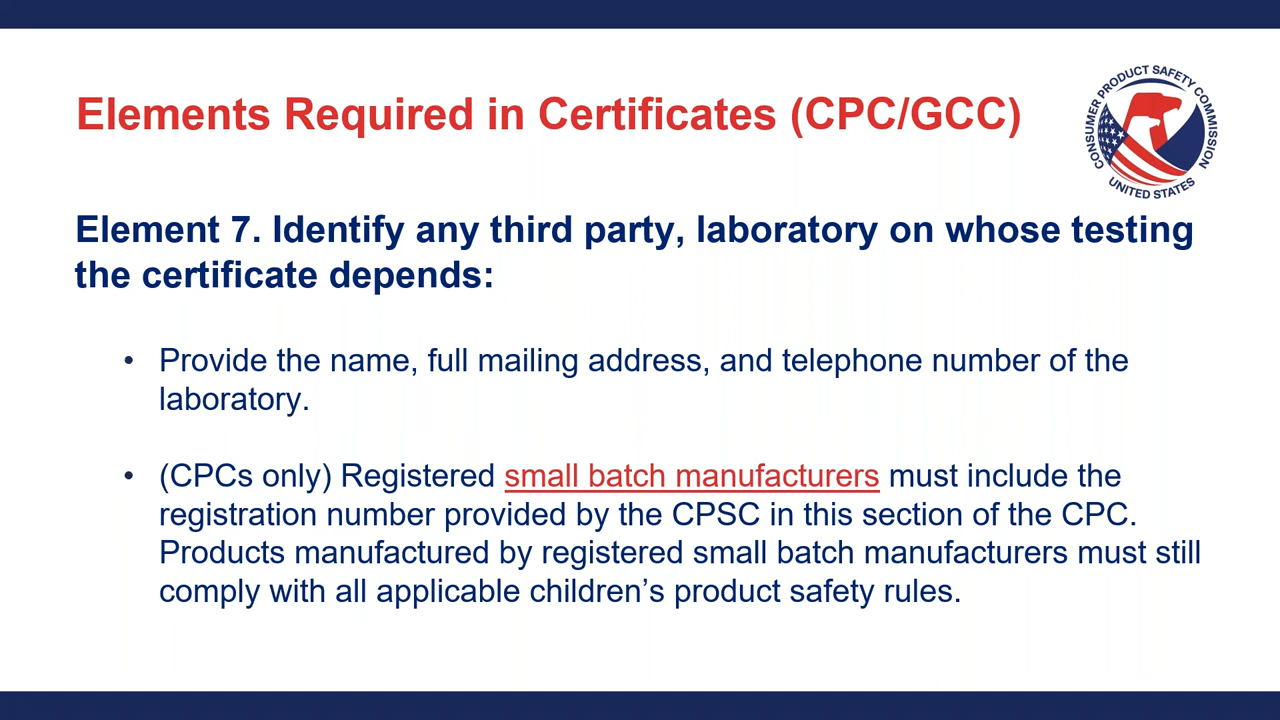 Elements Required in Certificates (CPC/GCC)
CONSUMER PRODUCT SAFETY COMMISSION
UNITED STATES
Element 7. Identify any third party, laboratory on whose testing
the certificate depends:
• Provide the name, full mailing address, and telephone number of the
laboratory.
• (CPCs only) Registered small batch manufacturers must include the
registration number provided by the CPSC in this section of the CPC.
Products manufactured by registered small batch manufacturers must still
comply with all applicable children’s product safety rules.